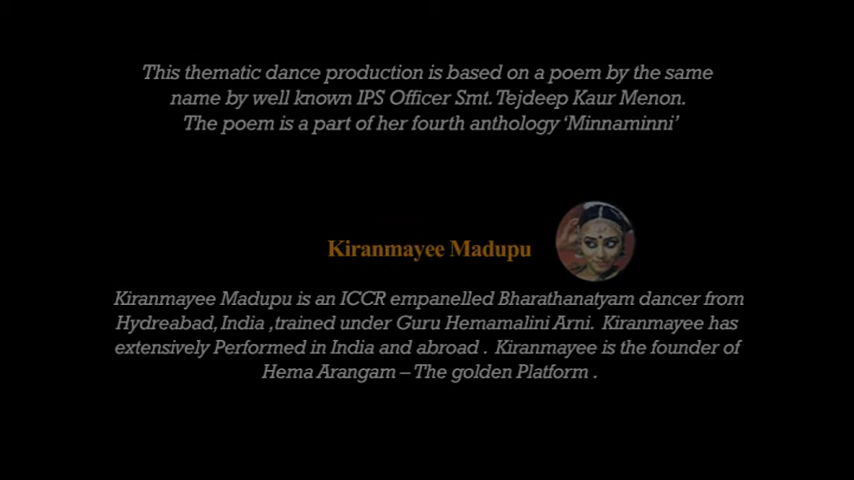 This thematic dance production is based on a poem by the same
name by well known IPS Officer Smt. Tejdeep Kaur Menon.
The poem is a part of her fourth anthology ‘Minnaminni’
Kiranmayee Madupu
Kiranmayee Madupu is an ICCR empanelled Bharathanatyam dancer from
Hydreabad, India ,trained under Guru Hemamalini Arni. Kiranmayee has
extensively Performed in India and abroad . Kiranmayee is the founder of
Hema Arangam – The golden Platform .